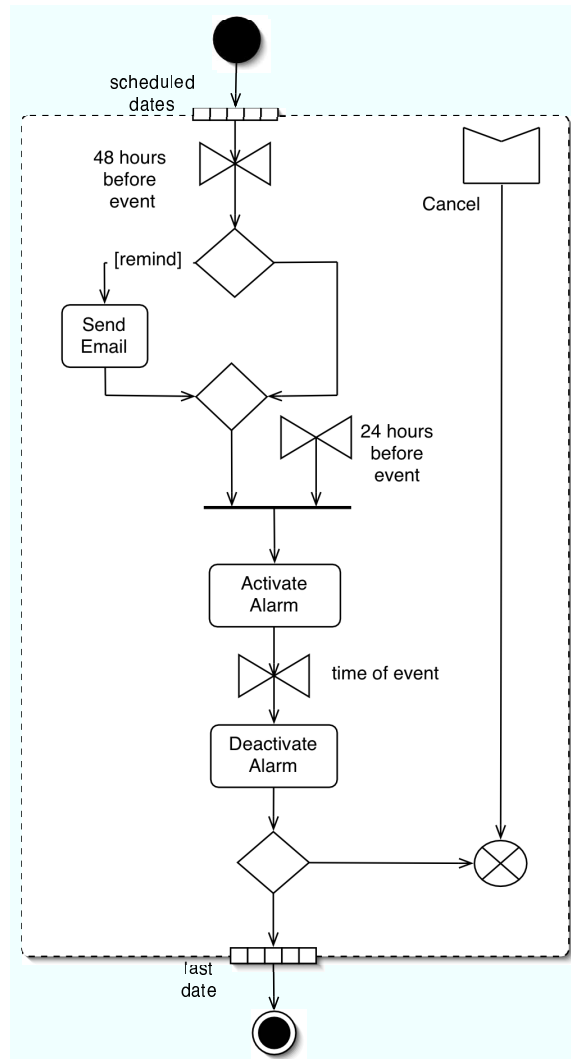 scheduled
dates
48 hours
before
event
Cancel
[remind]
Send
Email
24 hours
before
event
Activate
Alarm
time of event
Deactivate
Alarm
last
date